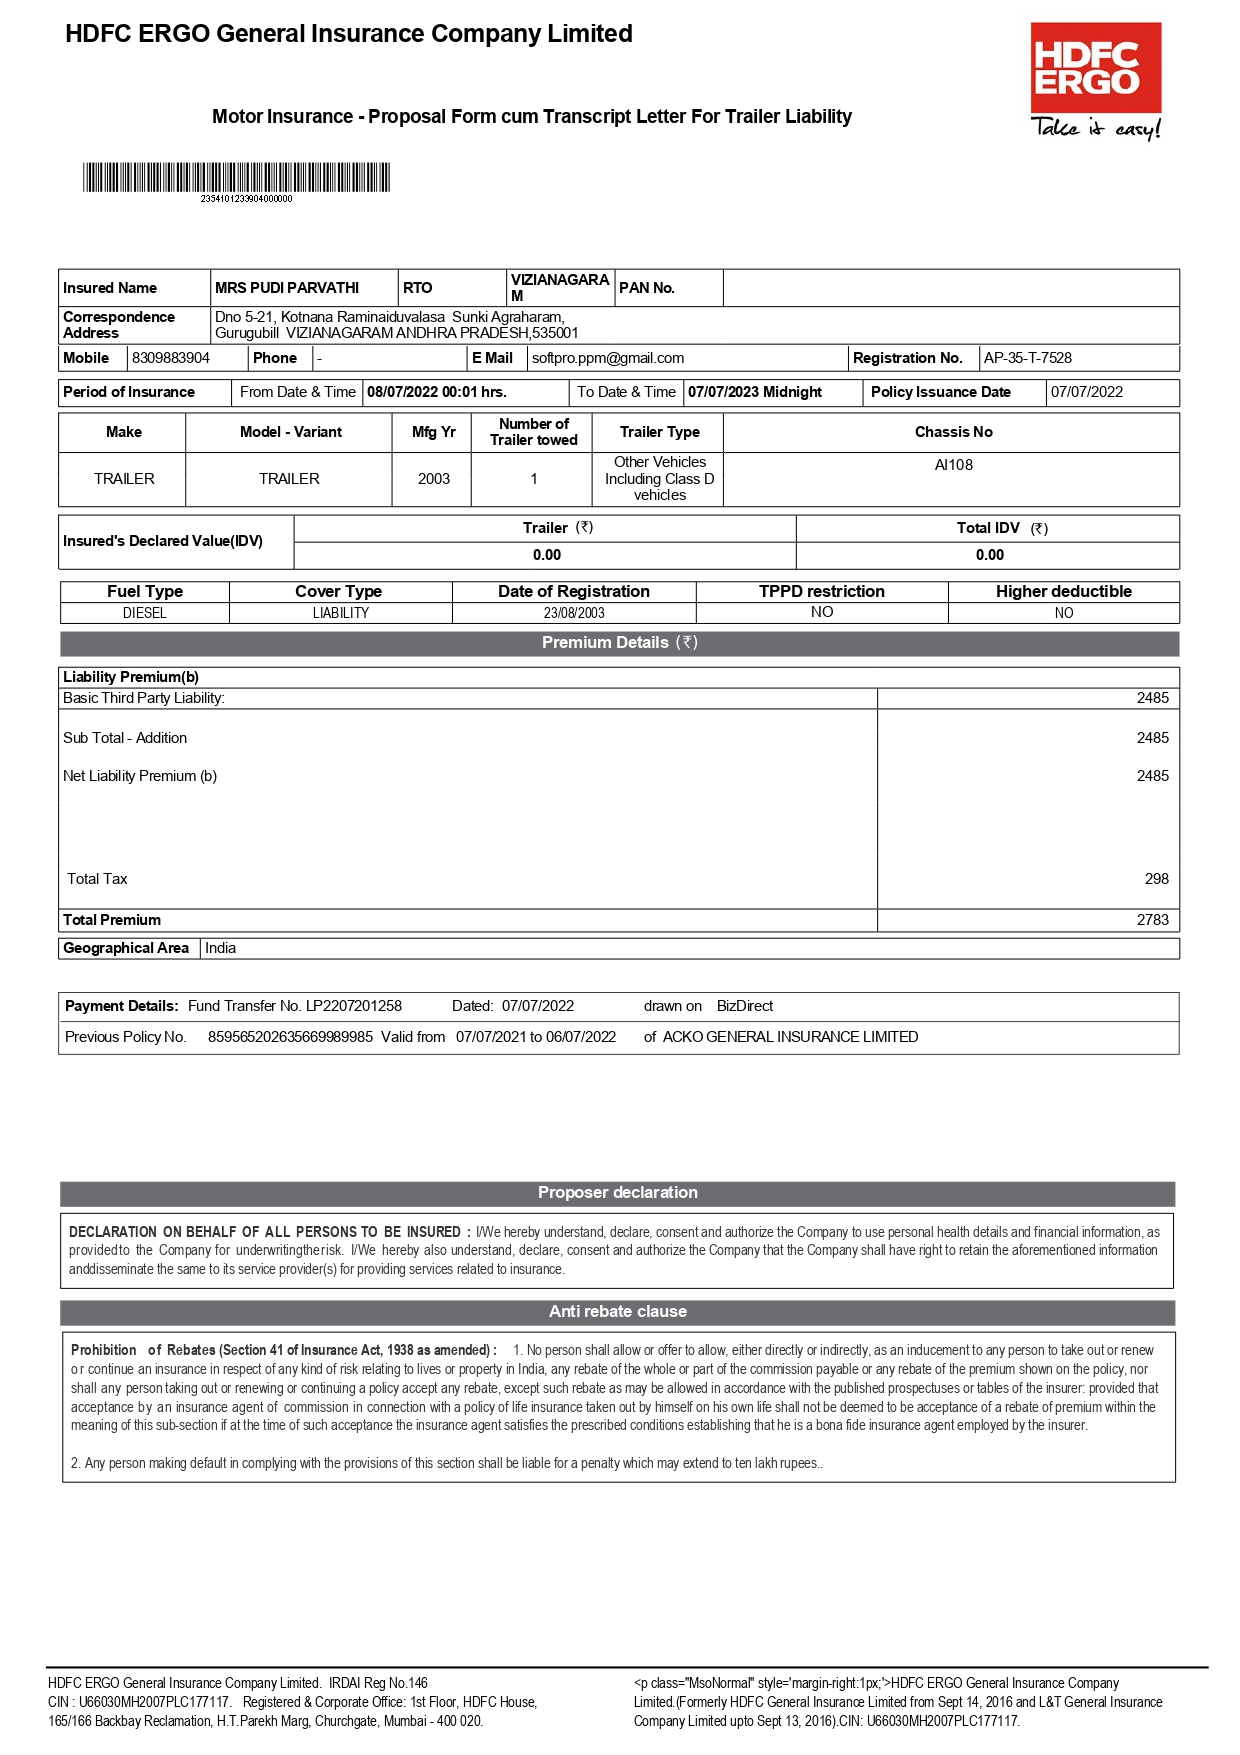 HDFC ERGO General Insurance Company Limited
HDFC
ERGO
Take it easy!
Motor Insurance - Proposal Form cum Transcript Letter For Trailer Liability
2354101233904000000
Insured Name MRS PUDI PARVATHI RTO VIZIANAGARA
M PAN No.
Correspondence
Address
Dno 5-21, Kotnana Raminaiduvalasa Sunki Agraharam,
Gurugubill VIZIANAGARAM ANDHRA PRADESH,535001
Mobile 8309883904 Phone - E Mail softpro.ppm@gmail.com Registration No. AP-35-T-7528
Period of Insurance From Date & Time 08/07/2022 00:01 hrs. To Date & Time 07/07/2023 Midnight Policy Issuance Date 07/07/2022
Make Model - Variant Mfg Yr Number of
Trailer towed Trailer Type Chassis No
TRAILER TRAILER 2003 1 Other Vehicles
Including Class D
vehicles AI108
Insured's Declared Value(IDV) Trailer (₹) Total IDV (₹)
0.00 0.00
Fuel Type Cover Type Date of Registration TPPD restriction Higher deductible
DIESEL LIABILITY 23/08/2003 NO NO
Premium Details (₹)
Liability Premium(b)
Basic Third Party Liability: 2485
Sub Total - Addition 2485
Net Liability Premium (b) 2485
Total Tax 298
Total Premium 2783
Geographical Area India
Payment Details: Fund Transfer No. LP2207201258 Dated: 07/07/2022 drawn on BizDirect
Previous Policy No. 859565202635669989985 Valid from 07/07/2021 to 06/07/2022 of ACKO GENERAL INSURANCE LIMITED
Proposer declaration
DECLARATION ON BEHALF OF ALL PERSONS TO BE INSURED : I/We hereby understand, declare, consent and authorize the Company to use personal health details and financial information, as
providedto the Company for underwritingtherisk. I/We hereby also understand, declare, consent and authorize the Company that the Company shall have right to retain the aforementioned information
anddisseminate the same to its service provider(s) for providing services related to insurance.
Anti rebate clause
Prohibition of Rebates (Section 41 of Insurance Act, 1938 as amended) : 1. No person shall allow or offer to allow, either directly or indirectly, as an inducement to any person to take out or renew
or continue an insurance in respect of any kind of risk relating to lives or property in India, any rebate of the whole or part of the commission payable or any rebate of the premium shown on the policy, nor
shall any person taking out or renewing or continuing a policy accept any rebate, except such rebate as may be allowed in accordance with the published prospectuses or tables of the insurer: provided that
acceptance by an insurance agent of commission in connection with a policy of life insurance taken out by himself on his own life shall not be deemed to be acceptance of a rebate of premium within the
meaning of this sub-section if at the time of such acceptance the insurance agent satisfies the prescribed conditions establishing that he is a bona fide insurance agent employed by the insurer.
2. Any person making default in complying with the provisions of this section shall be liable for a penalty which may extend to ten lakh rupees..
HDFC ERGO General Insurance Company Limited. IRDAI Reg No.146
CIN : U66030MH2007PLC177117. Registered & Corporate Office: 1st Floor, HDFC House,
165/166 Backbay Reclamation, H.T.Parekh Marg, Churchgate, Mumbai - 400 020.
<p class="MsoNormal" style='margin-right:1px;'>HDFC ERGO General Insurance Company
Limited.(Formerly HDFC General Insurance Limited from Sept 14, 2016 and L&T General Insurance
Company Limited upto Sept 13, 2016).CIN: U66030MH2007PLC177117.